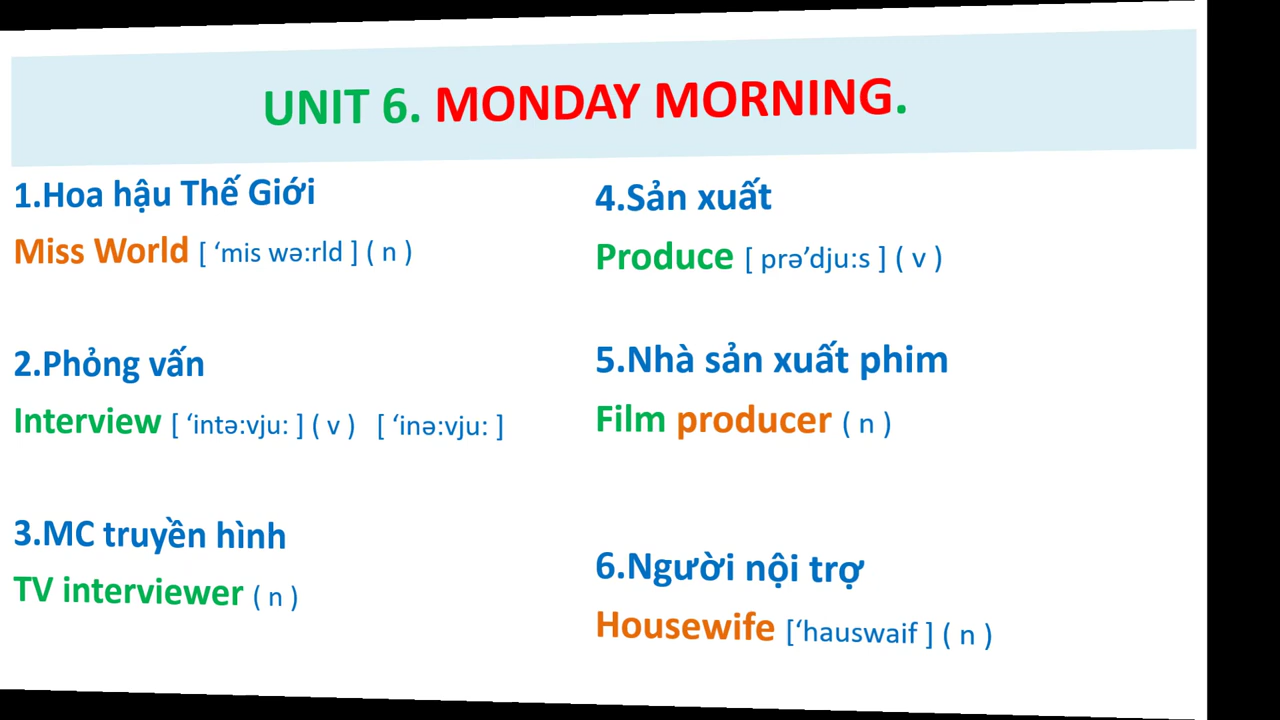 UNIT 6. MONDAY MORNING.
1.Hoa hậu Thế Giới
Miss World [ ‘mis wə:rld ] ( n )
2.Phỏng vấn
Interview [ ‘intə:vju: ] ( v ) [ ‘inə:vju: ]
3.MC truyền hình
TV interviewer ( n )
4.Sản xuất
Produce [ prə’dju:s ] ( v )
5.Nhà sản xuất phim
Film producer ( n )
6.Người nội trợ
Housewife [‘hauswaif ] ( n )